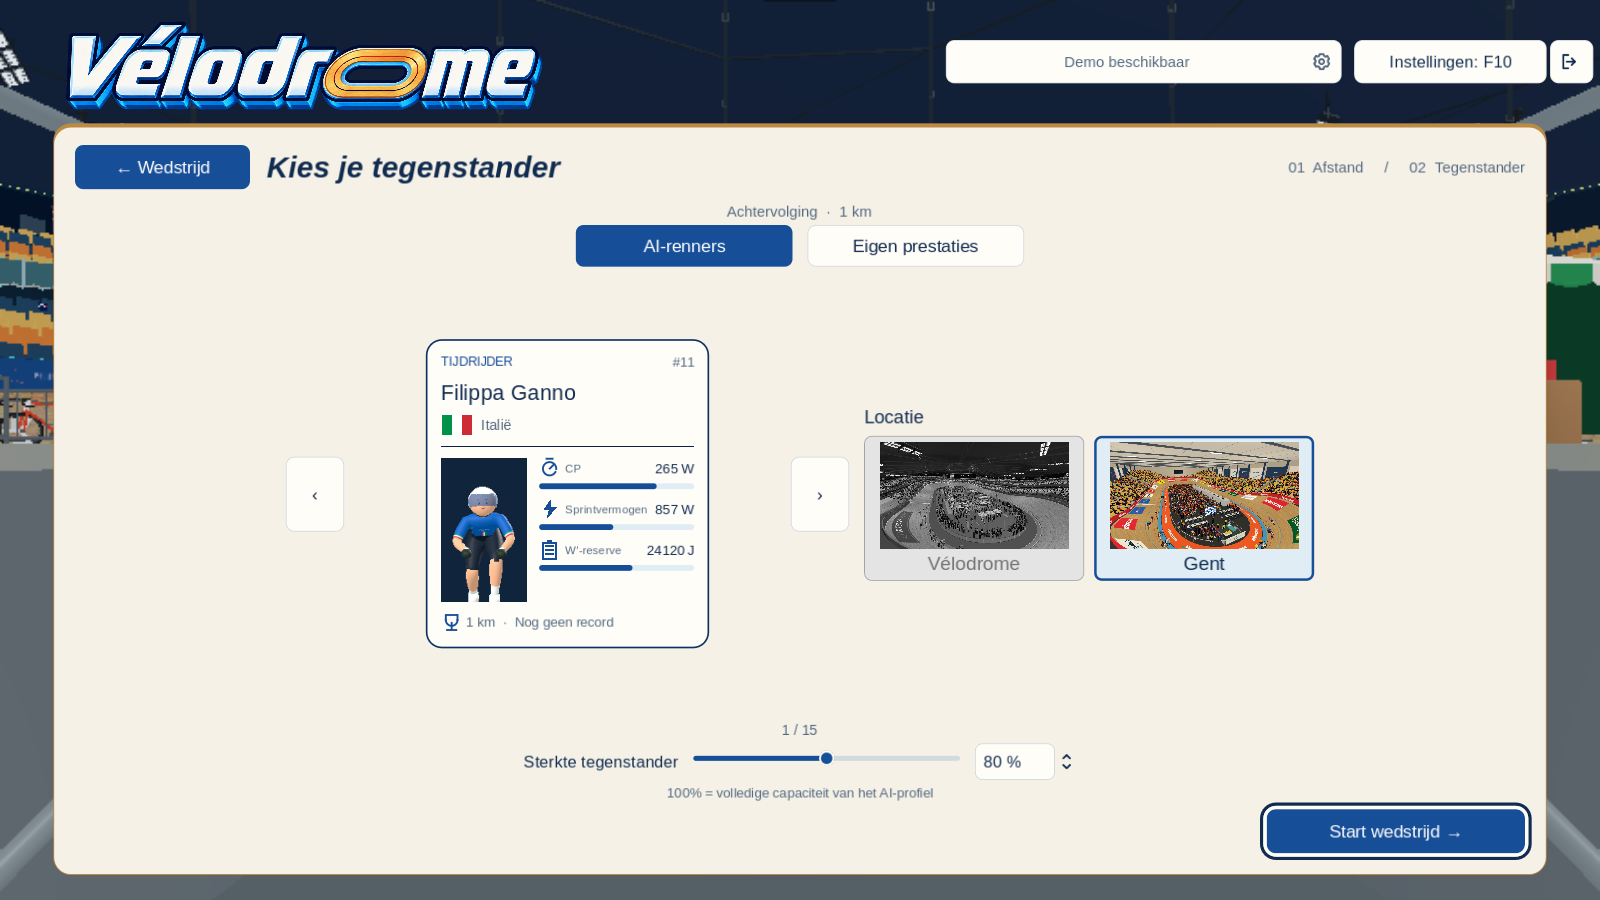 Vélodrome
Demo beschikbaar
Instellingen: F10
← Wedstrijd
Kies je tegenstander
01 Afstand / 02 Tegenstander
Achtervolging · 1 km
AI-renners
Eigen prestaties
TIJDRIJDER #11
Filippa Ganno
Italië
CP 265 W
Sprintvermogen 857 W
W'-reserve 24120 J
1 km · Nog geen record
‹
›
Locatie
Vélodrome
Gent
1 / 15
Sterkte tegenstander 80 %
100% = volledige capaciteit van het AI-profiel
Start wedstrijd →